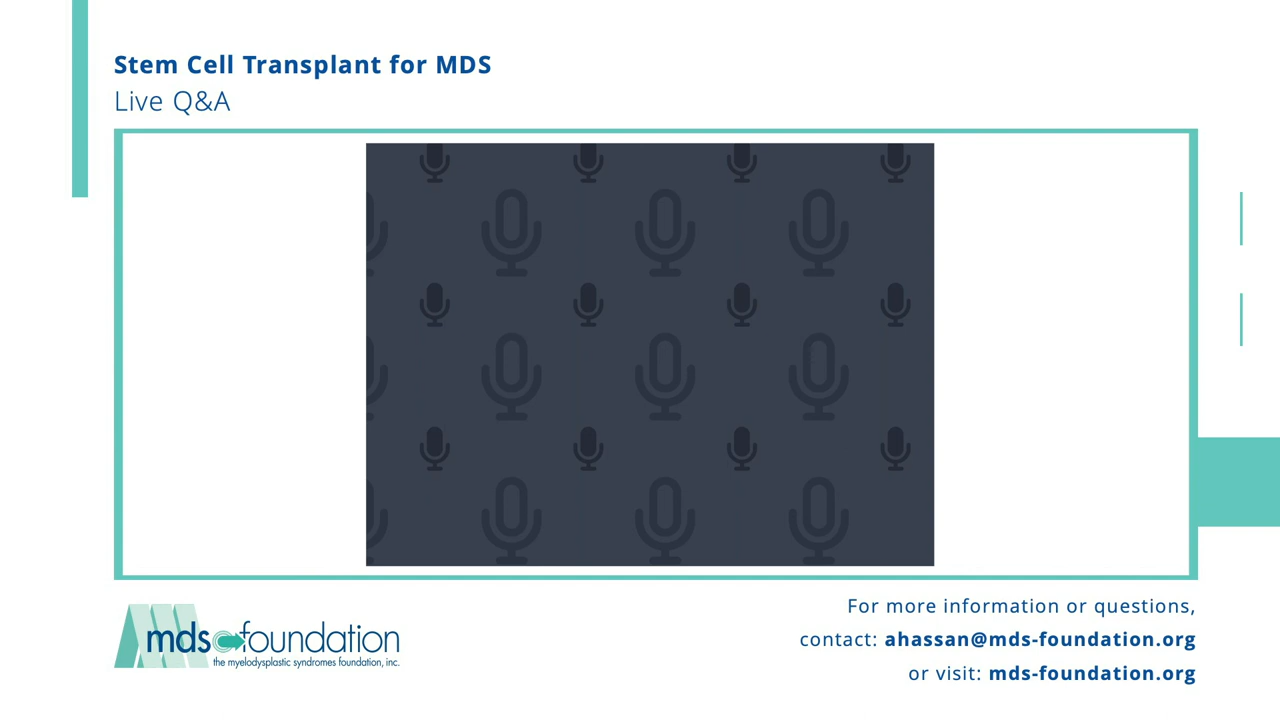 Stem Cell Transplant for MDS
Live Q&A
mds foundation
the myelodysplastic syndromes foundation, inc.
For more information or questions,
contact: ahassan@mds-foundation.org
or visit: mds-foundation.org